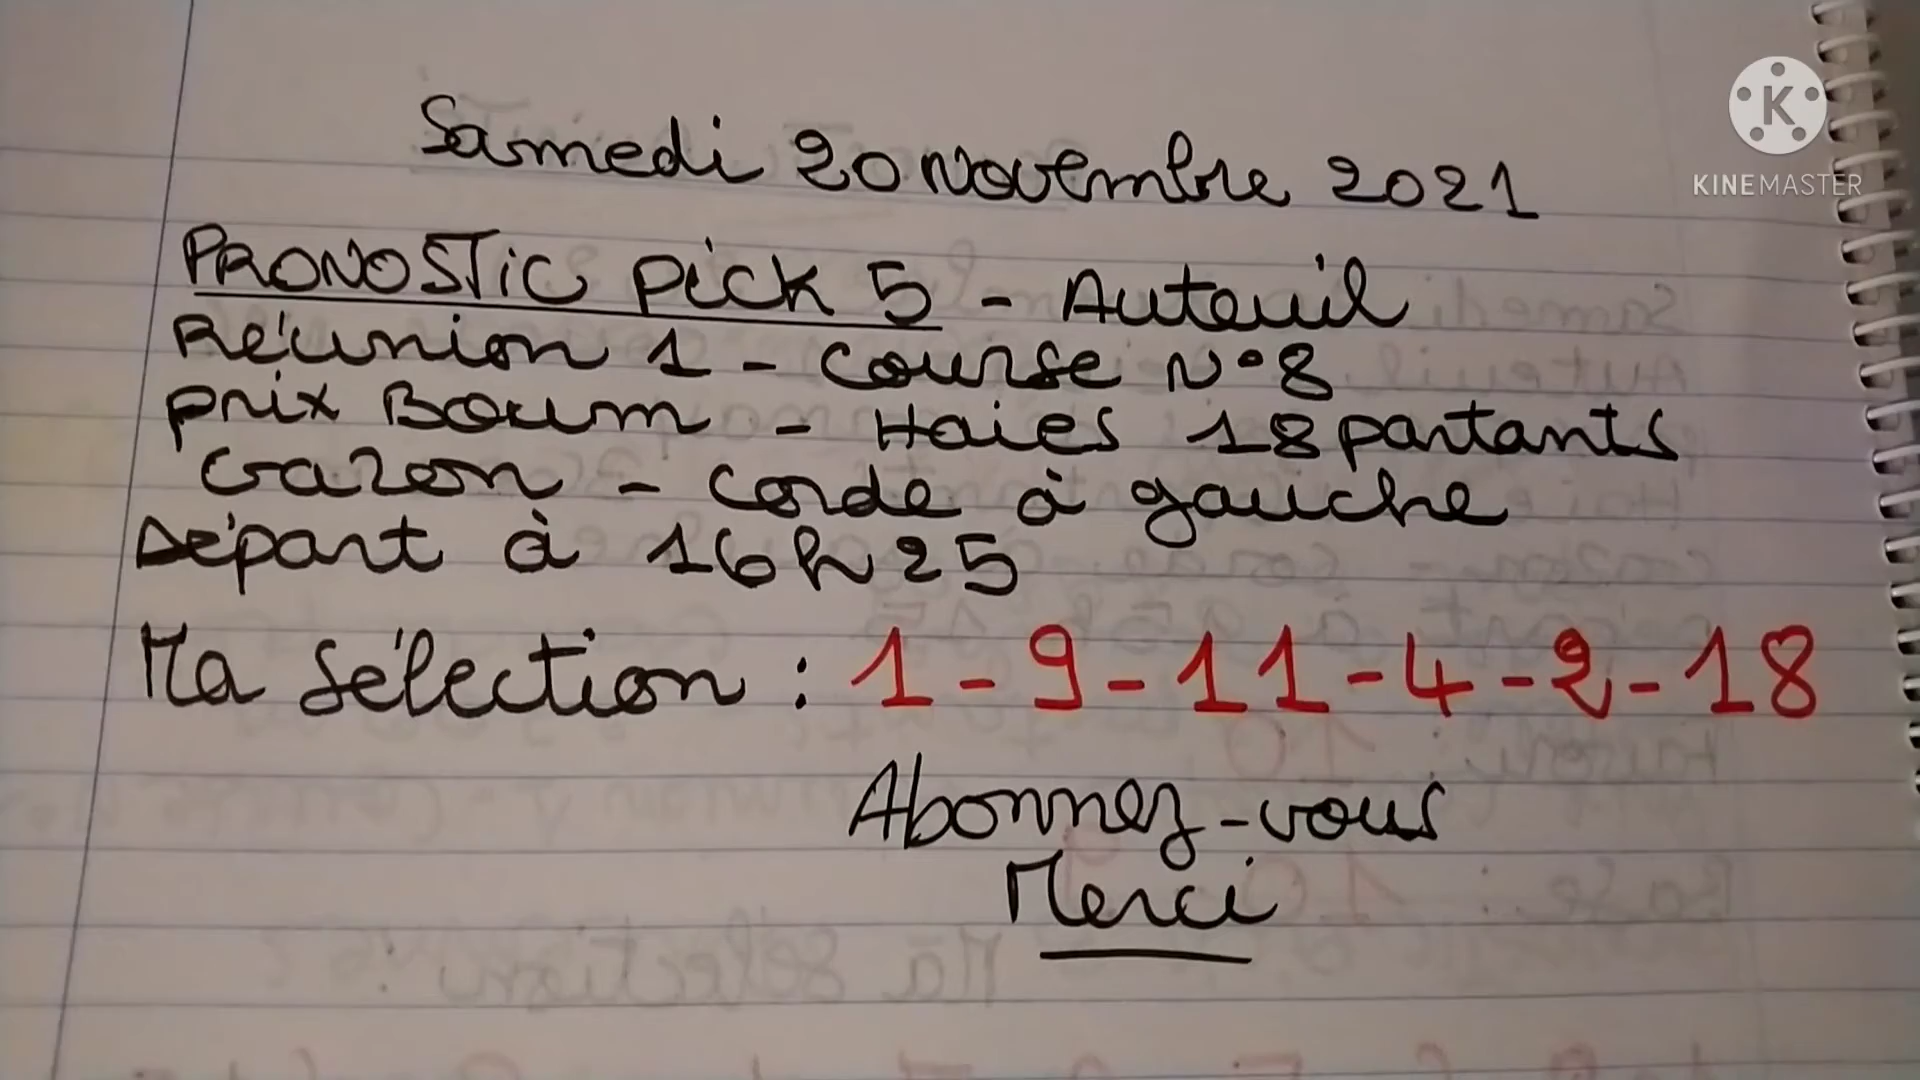 Samedi 20 Novembre 2021
K
KINEMASTER
PRONOSTIC PICK 5 - Auteuil
Réunion 1 - Course N°8
prix Boum - Haies 18 partants
Gazon - Corde à gauche
Départ à 16h25
Ma sélection : 1 - 9 - 11 - 4 - 2 - 18
Abonnez-vous
Merci